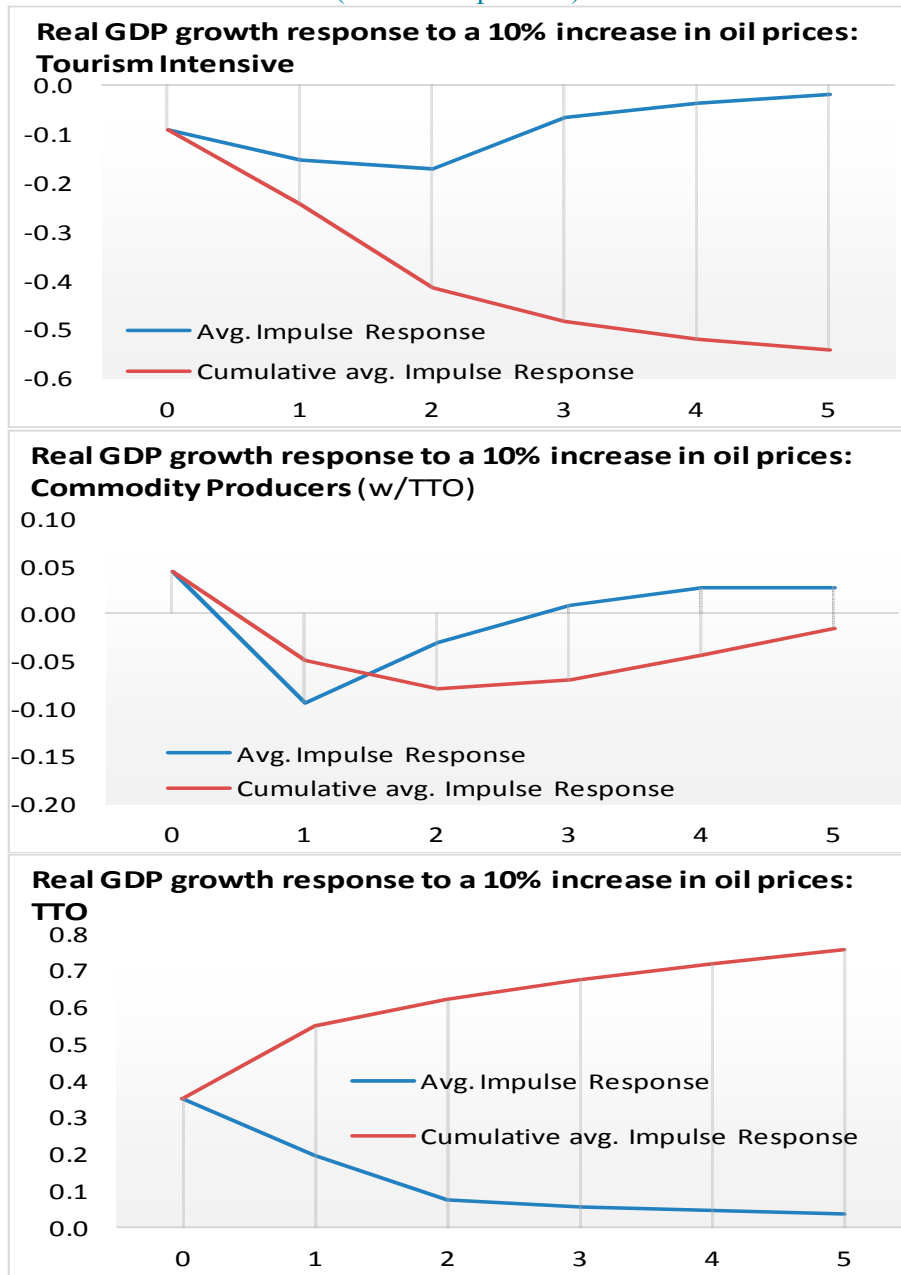 Real GDP growth response to a 10% increase in oil prices:
Tourism Intensive
0.0
-0.1
-0.2
-0.3
-0.4
-0.5
-0.6
Avg. Impulse Response
Cumulative avg. Impulse Response
0 1 2 3 4 5
Real GDP growth response to a 10% increase in oil prices:
Commodity Producers (w/TTO)
0.10
0.05
0.00
-0.05
-0.10
-0.15
-0.20
Avg. Impulse Response
Cumulative avg. Impulse Response
0 1 2 3 4 5
Real GDP growth response to a 10% increase in oil prices:
TTO
0.8
0.7
0.6
0.5
0.4
0.3
0.2
0.1
0.0
Avg. Impulse Response
Cumulative avg. Impulse Response
0 1 2 3 4 5